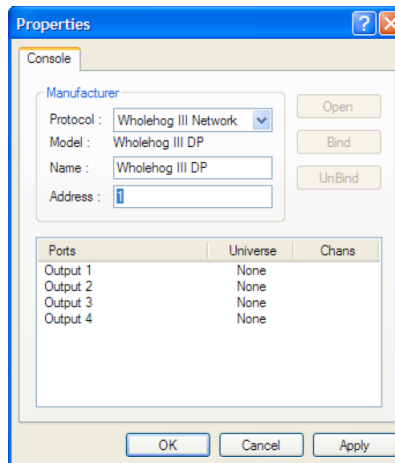 Properties
Console
Manufacturer
Protocol : Wholehog III Network
Open
Model : Wholehog III DP
Bind
Name : Wholehog III DP
UnBind
Address : 1
Ports Universe Chans
Output 1 None
Output 2 None
Output 3 None
Output 4 None
OK Cancel Apply